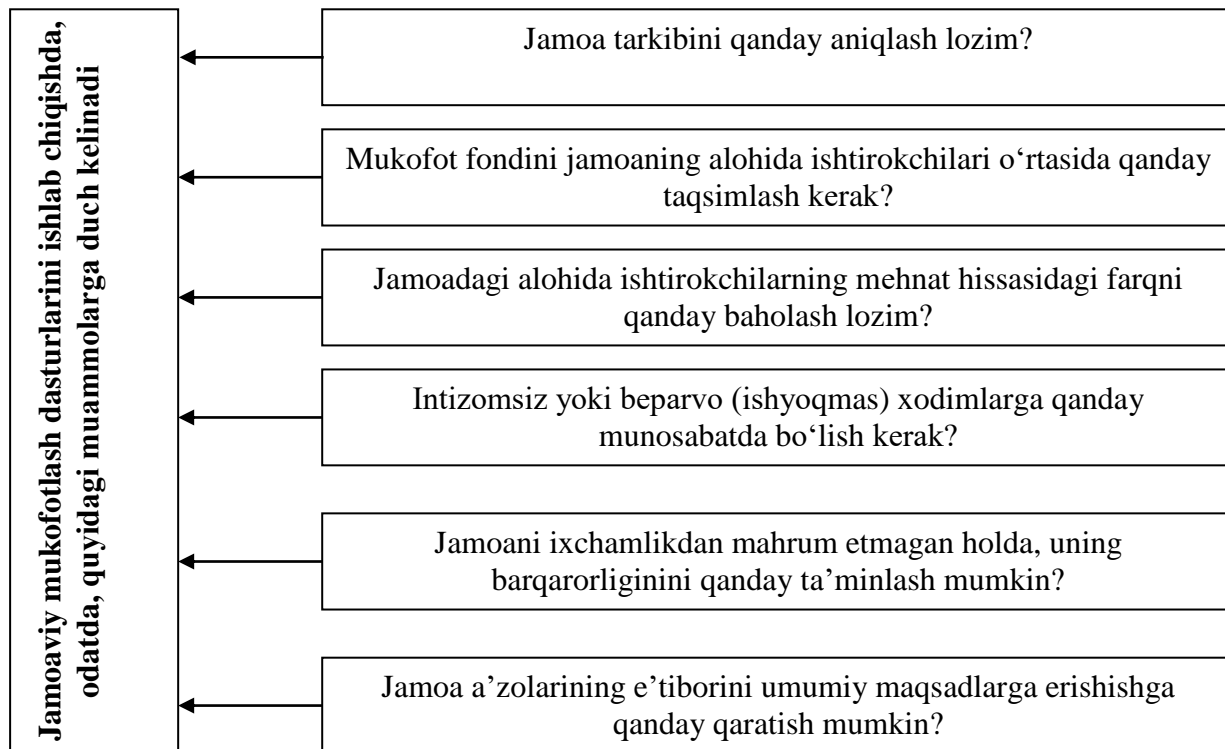 Jamoaviy mukofotlash dasturlarini ishlab chiqishda,
odatda, quyidagi muammolarga duch kelinadi
Jamoa tarkibini qanday aniqlash lozim?
Mukofot fondini jamoaning alohida ishtirokchilari o‘rtasida qanday
taqsimlash kerak?
Jamoadagi alohida ishtirokchilarning mehnat hissasidagi farqni
qanday baholash lozim?
Intizomsiz yoki beparvo (ishyoqmas) xodimlarga qanday
munosabatda bo‘lish kerak?
Jamoani ixchamlikdan mahrum etmagan holda, uning
barqarorliginini qanday ta’minlash mumkin?
Jamoa a’zolarining e’tiborini umumiy maqsadlarga erishishga
qanday qaratish mumkin?